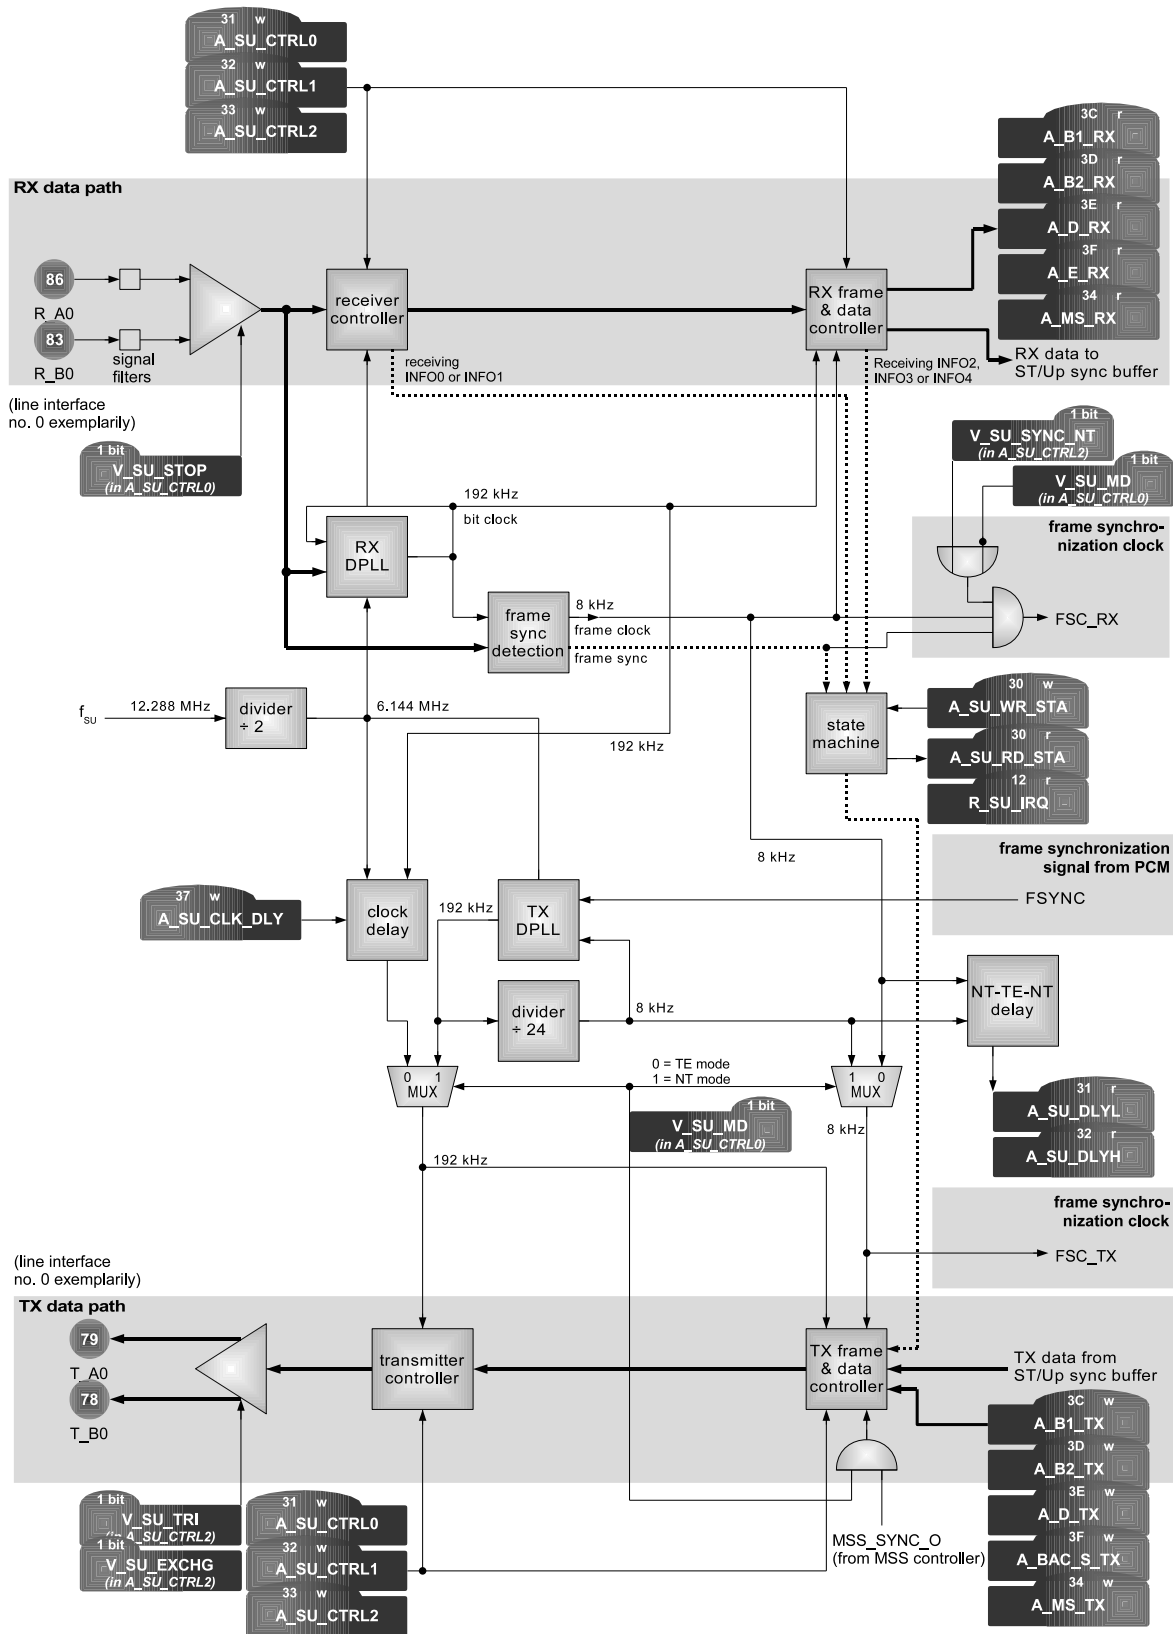 31 w
A_SU_CTRL0
32 w
A_SU_CTRL1
33 w
A_SU_CTRL2
3C r
A_B1_RX
3D r
A_B2_RX
3E r
A_D_RX
3F r
A_E_RX
34 r
A_MS_RX
RX data path
86
R_A0
83
R_B0
signal
filters
receiver
controller
RX frame
& data
controller
receiving
INFO0 or INFO1
Receiving INFO2,
INFO3 or INFO4
RX data to
ST/Up sync buffer
(line interface
no. 0 exemplarily)
1 bit
V_SU_STOP
(in A_SU_CTRL0)
1 bit
V_SU_SYNC_NT
(in A_SU_CTRL2)
1 bit
V_SU_MD
(in A_SU_CTRL0)
192 kHz
bit clock
RX
DPLL
frame synchro-
nization clock
frame
sync
detection
8 kHz
frame clock
frame sync
FSC_RX
f SU
12.288 MHz
divider
÷ 2
6.144 MHz
192 kHz
state
machine
30 w
A_SU_WR_STA
30 r
A_SU_RD_STA
12 r
R_SU_IRQ
8 kHz
frame synchronization
signal from PCM
FSYNC
37 w
A_SU_CLK_DLY
clock
delay
192 kHz
TX
DPLL
divider
÷ 24
8 kHz
NT-TE-NT
delay
0 1
MUX
0 = TE mode
1 = NT mode
1 0
MUX
1 bit
V_SU_MD
(in A_SU_CTRL0)
8 kHz
31 r
A_SU_DLYL
32 r
A_SU_DLYH
192 kHz
frame synchro-
nization clock
FSC_TX
(line interface
no. 0 exemplarily)
TX data path
79
T_A0
78
T_B0
transmitter
controller
TX frame
& data
controller
TX data from
ST/Up sync buffer
3C w
A_B1_TX
3D w
A_B2_TX
3E w
A_D_TX
3F w
A_BAC_S_TX
34 w
A_MS_TX
1 bit
V_SU_TRI
(in A_SU_CTRL2)
1 bit
V_SU_EXCHG
(in A_SU_CTRL2)
31 w
A_SU_CTRL0
32 w
A_SU_CTRL1
33 w
A_SU_CTRL2
MSS_SYNC_O
(from MSS controller)